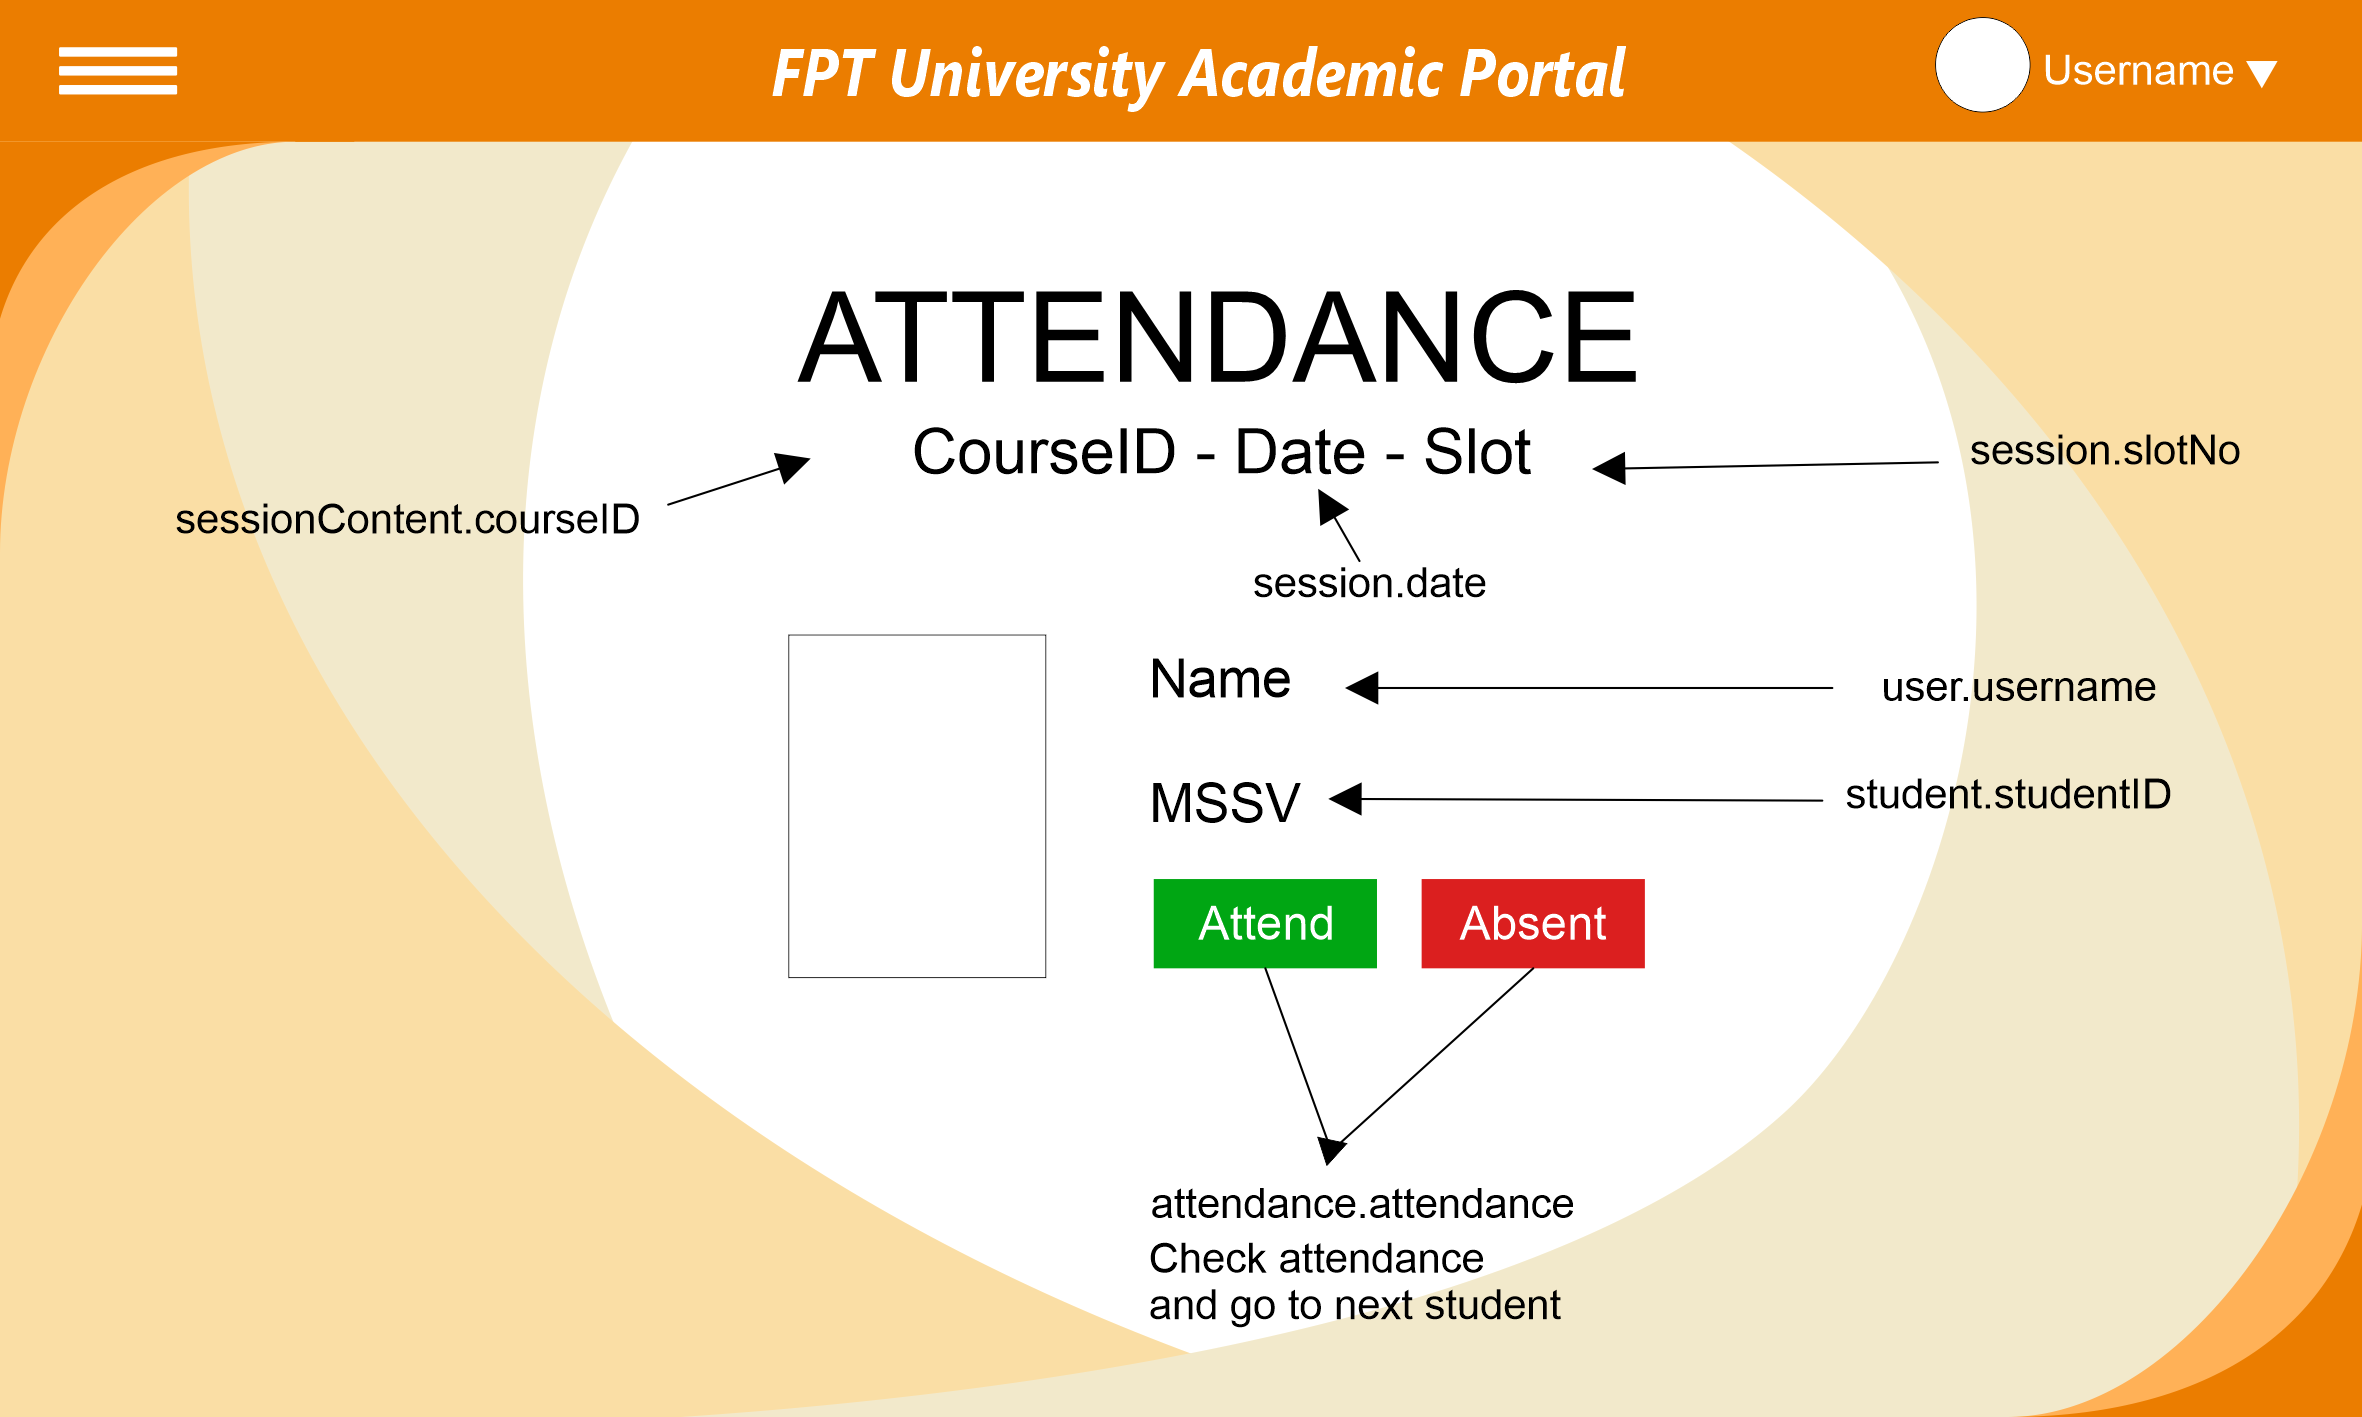 FPT University Academic Portal
Username
ATTENDANCE
CourseID - Date - Slot
session.slotNo
sessionContent.courseID
session.date
Name
user.username
MSSV
student.studentID
Attend
Absent
attendance.attendance
Check attendance
and go to next student